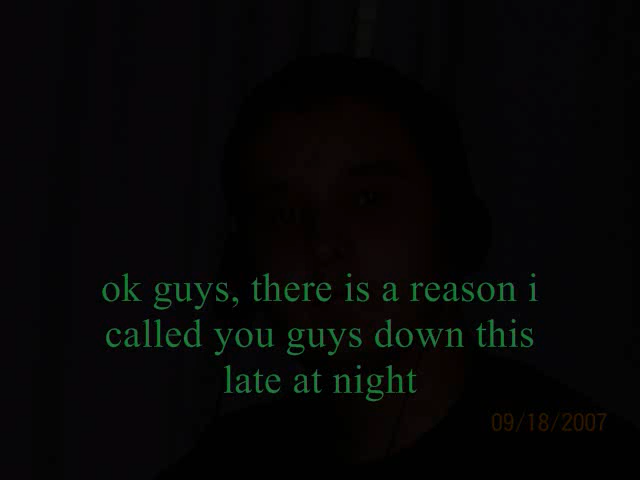 ok guys, there is a reason i
called you guys down this
late at night
09/18/2007